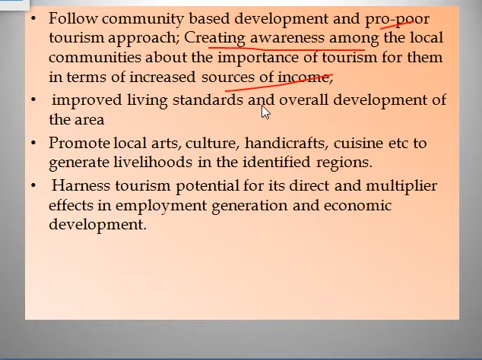 • Follow community based development and pro-poor
tourism approach; Creating awareness among the local
communities about the importance of tourism for them
in terms of increased sources of income;
• improved living standards and overall development of
the area
• Promote local arts, culture, handicrafts, cuisine etc to
generate livelihoods in the identified regions.
• Harness tourism potential for its direct and multiplier
effects in employment generation and economic
development.